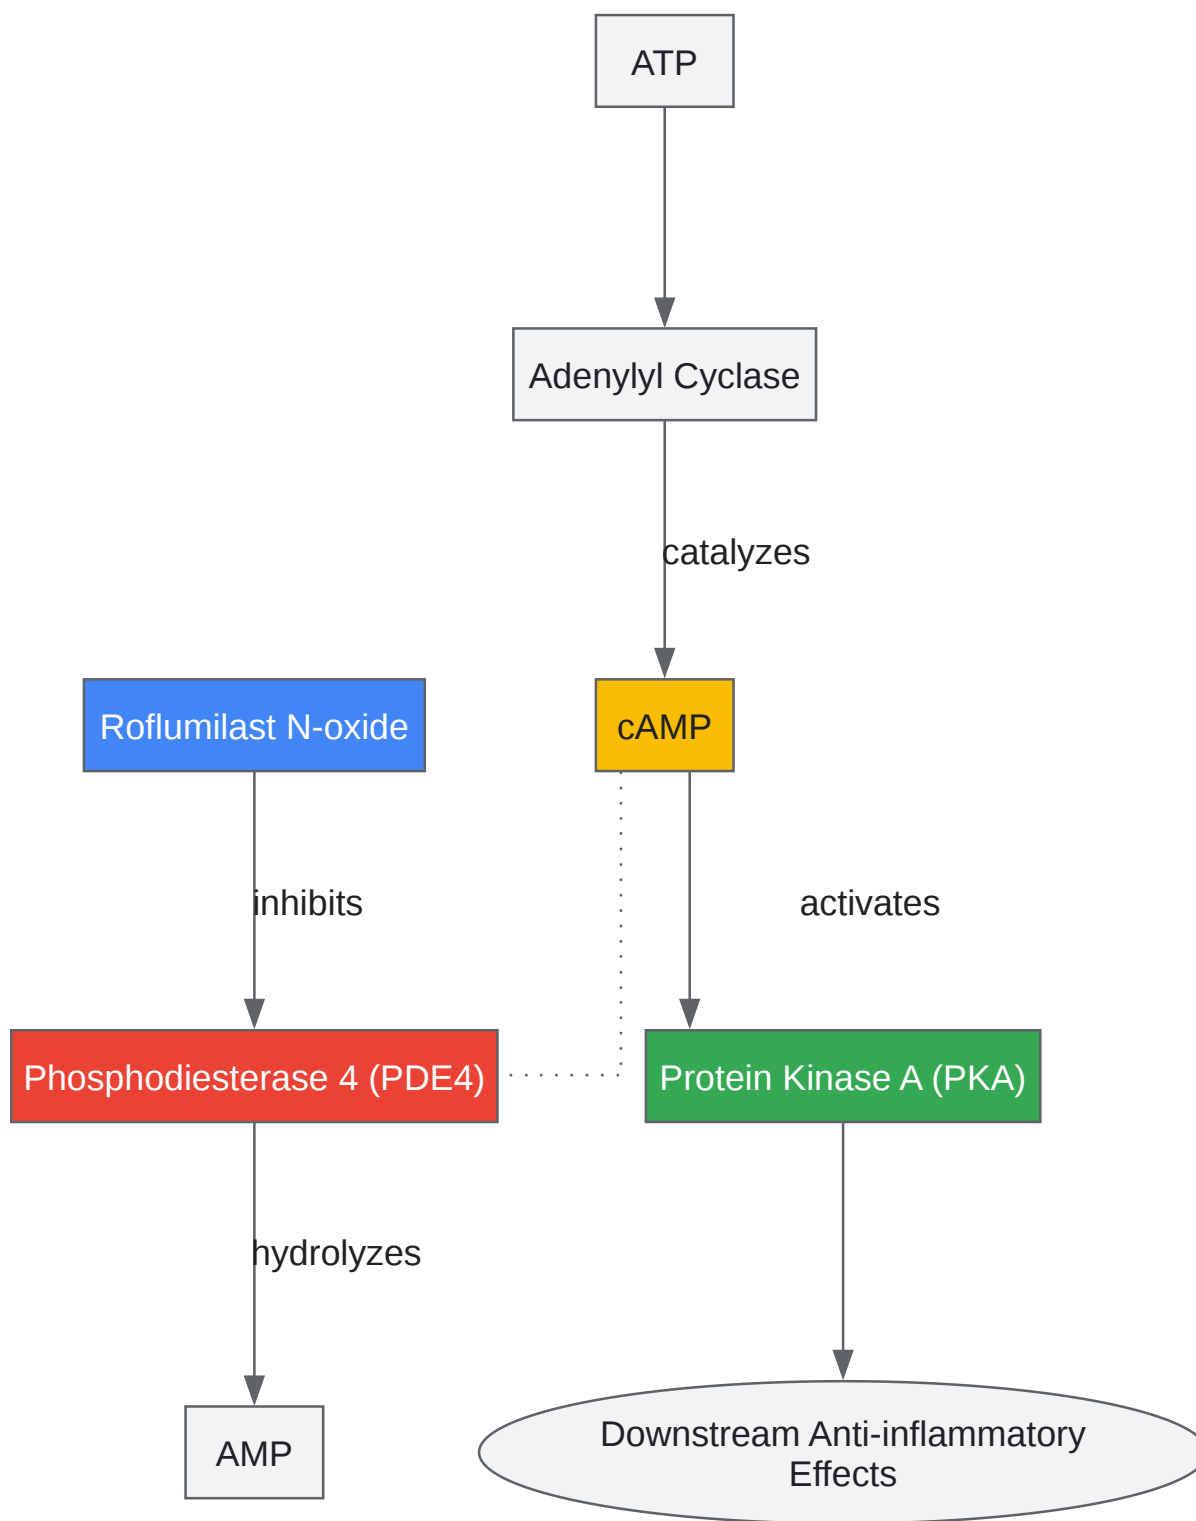 ATP
Adenylyl Cyclase
catalyzes
Roflumilast N-oxide
cAMP
inhibits
activates
Phosphodiesterase 4 (PDE4)
Protein Kinase A (PKA)
hydrolyzes
AMP
Downstream Anti-inflammatory
Effects